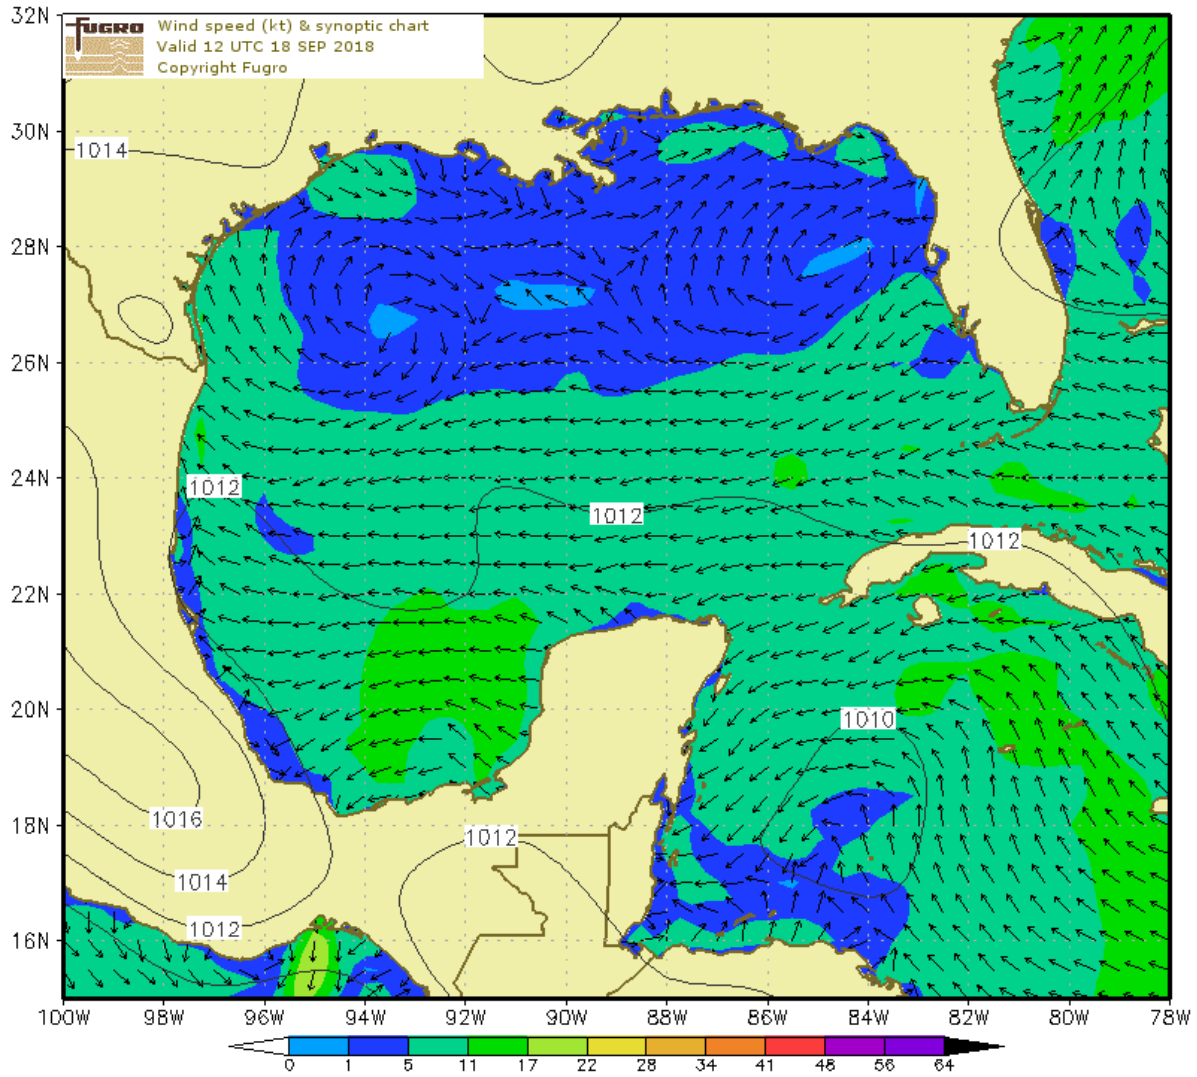 32N
FUGRO
Wind speed (kt) & synoptic chart
Valid 12 UTC 18 SEP 2018
Copyright Fugro
30N
1014
28N
26N
24N
1012
1012
1012
22N
20N
1010
18N
1016
1012
1014
1012
16N
100W 98W 96W 94W 92W 90W 88W 86W 84W 82W 80W 78W
0 1 5 11 17 22 28 34 41 48 56 64